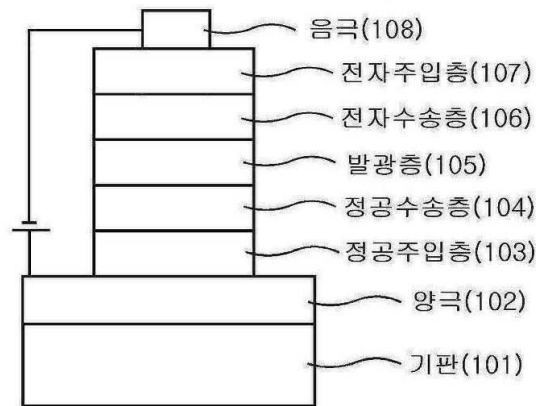 음극(108)
전자주입층(107)
전자수송층(106)
발광층(105)
정공수송층(104)
정공주입층(103)
양극(102)
기판(101)